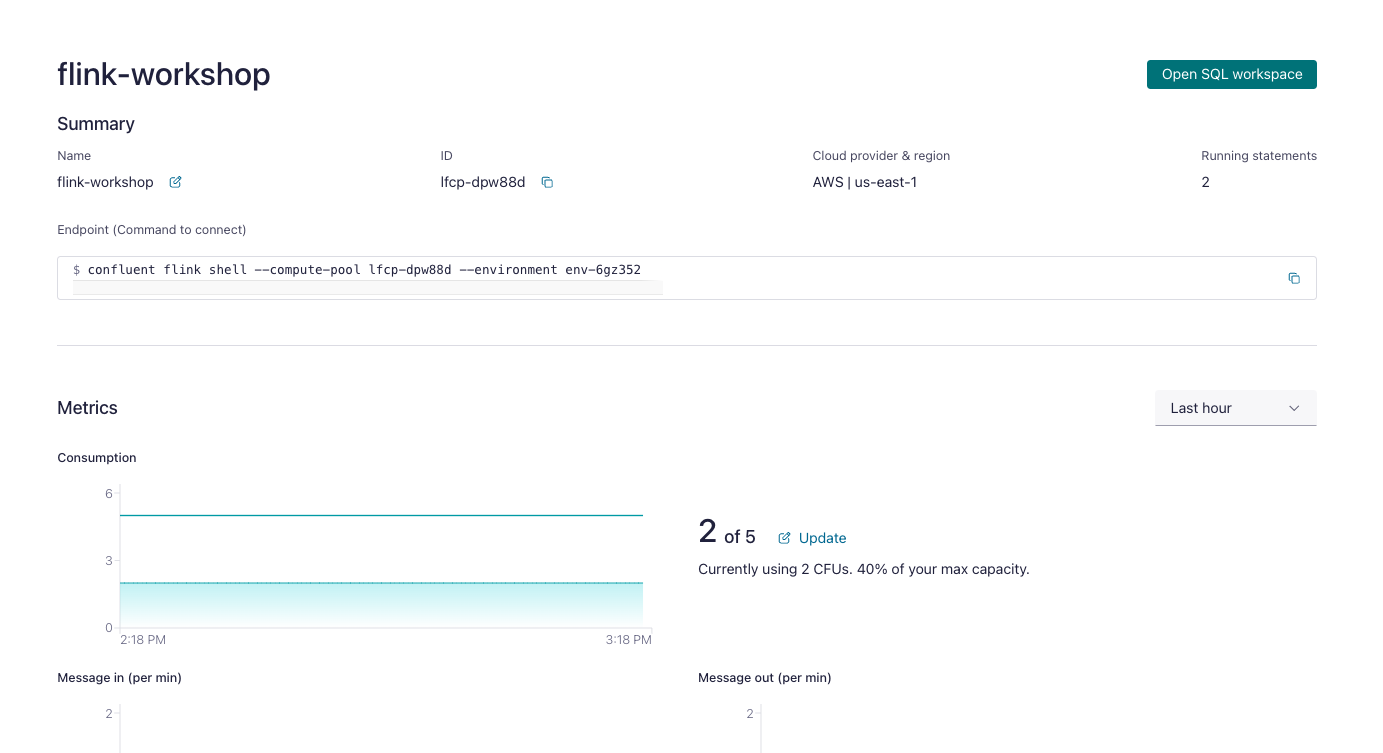 flink-workshop
Open SQL workspace
Summary
Name
ID
Cloud provider & region
Running statements
flink-workshop
lfcp-dpw88d
AWS | us-east-1
2
Endpoint (Command to connect)
$ confluent flink shell --compute-pool lfcp-dpw88d --environment env-6gz352
Metrics
Last hour
Consumption
6
3
0
2:18 PM
3:18 PM
2 of 5
Update
Currently using 2 CFUs. 40% of your max capacity.
Message in (per min)
2
Message out (per min)
2